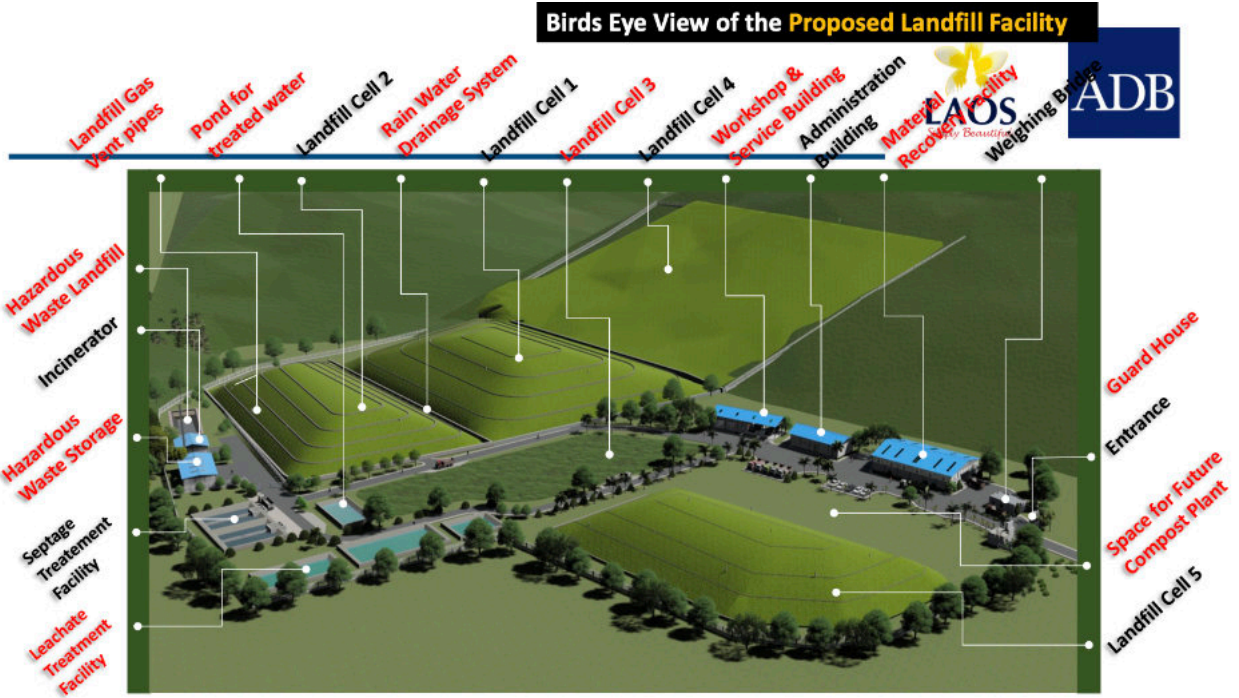 Birds Eye View of the Proposed Landfill Facility
LAOS
Simply Beautiful
ADB
Landfill Gas
Vent pipes
Pond for
treated water
Landfill Cell 2
Rain Water
Drainage System
Landfill Cell 1
Landfill Cell 3
Landfill Cell 4
Workshop &
Service Building
Administration
Building
Material
Recovery Facility
Weighing Bridge
Hazardous
Waste Landfill
Incinerator
Hazardous
Waste Storage
Septage
Treatement
Facility
Leachate
Treatment
Facility
Guard House
Entrance
Space for Future
Compost Plant
Landfill Cell 5